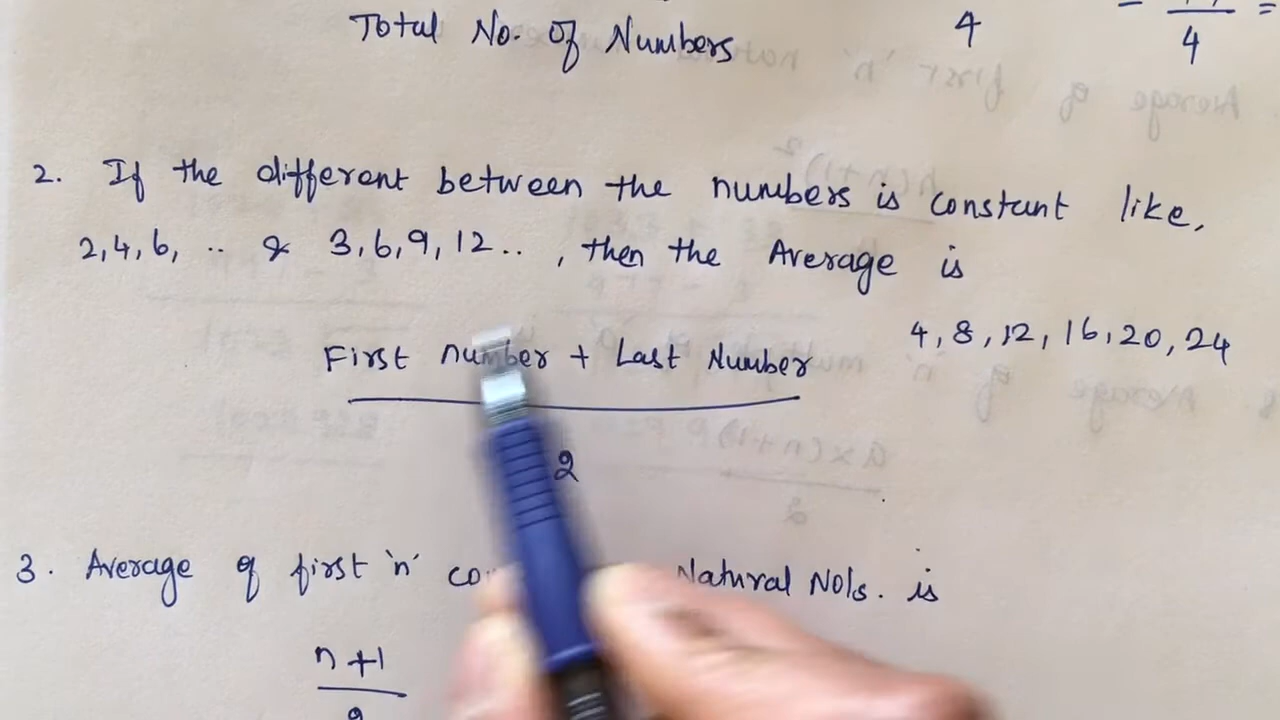 Total No. of Numbers
4
4
=
2. If the different between the numbers is constant like,
2,4,6, .. & 3,6,9,12.. , then the Average is
First number + Last Number
2
4,8,12,16,20,24
3. Average of first 'n' Natural Nols. is
n+1